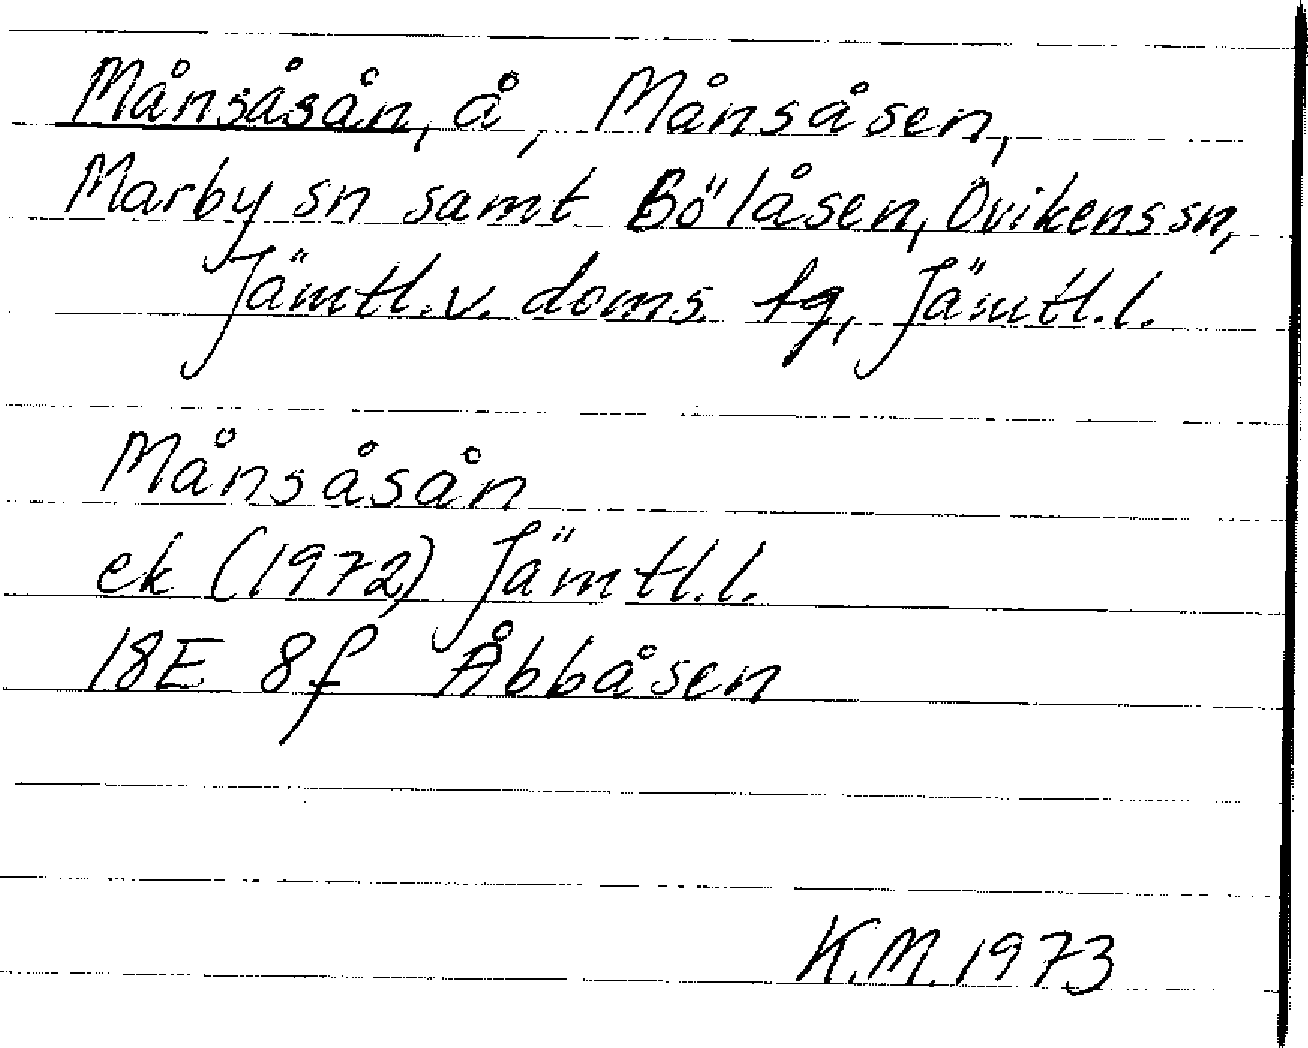 Månsåsån, å, Månsåsen,
Marby sn samt Bölåsen, Ovikens sn,
Jämtl. v. doms. tg, Jämtl. l.
Månsåsån
ek (1972) Jämtl. l.
18E 8f Åbbåsen
K.M. 1973